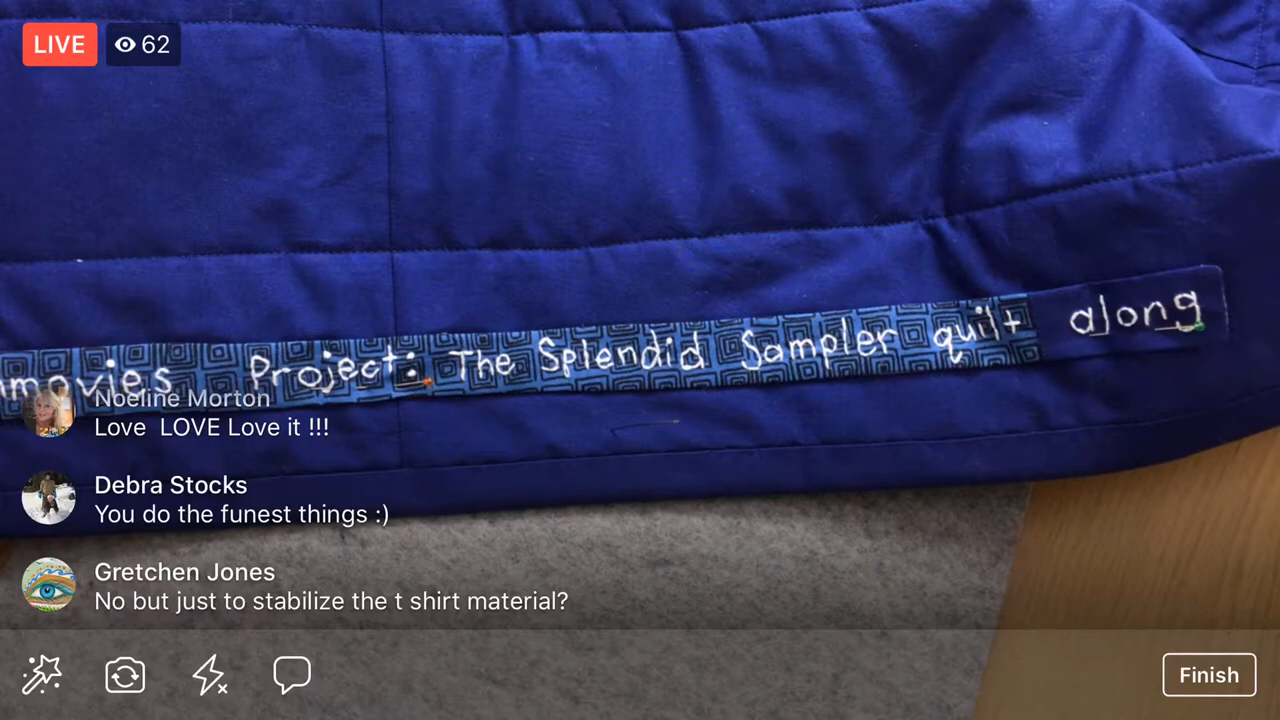 LIVE 62
movies Project: The Splendid Sampler quilt along
Noeline Morton
Love LOVE Love it !!!
Debra Stocks
You do the funest things :)
Gretchen Jones
No but just to stabilize the t shirt material?
Finish